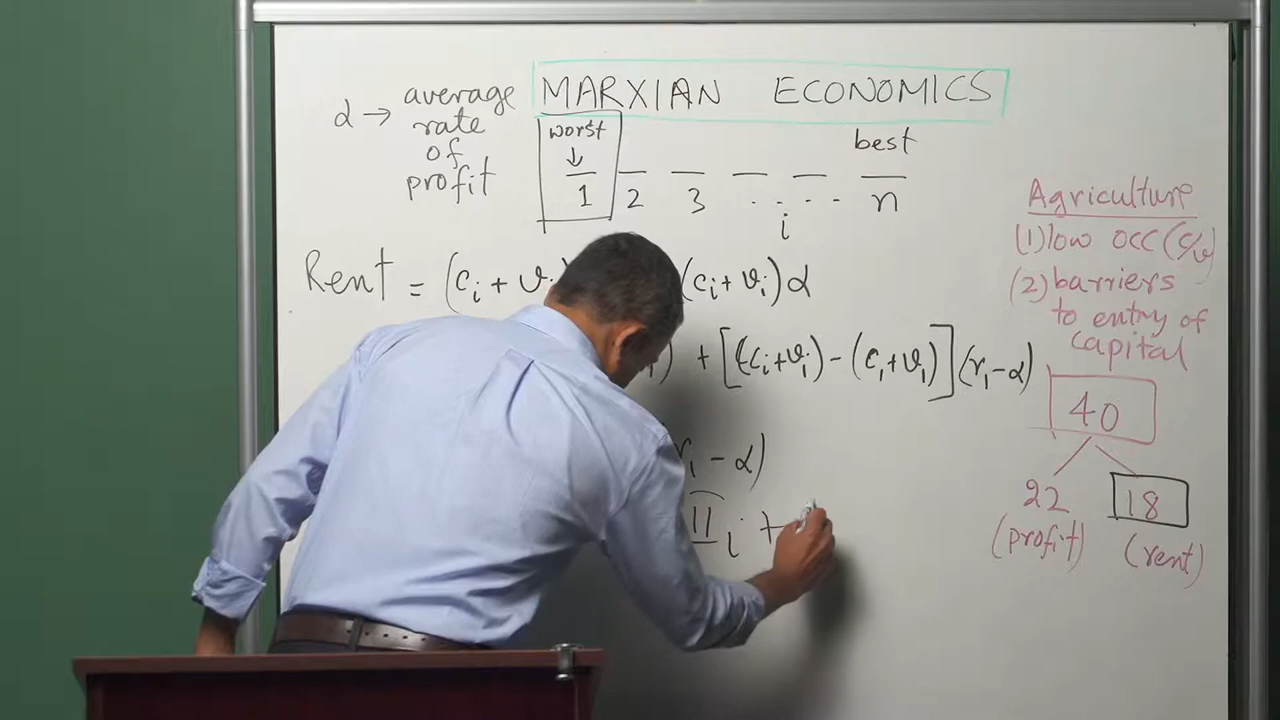 MARXIAN ECONOMICS
α → average
rate
of
profit
worst
↓
best
1 2 3 . . . . . n
i
Rent = (cᵢ + vᵢ (cᵢ + vᵢ)α
) + [(cᵢ+vᵢ) - (c₁+v₁)](r₁-α)
r₁ - α)
II i +
Agriculture
(1) low OCC (c/v)
(2) barriers
to entry of
capital
40
22 18
(profit) (rent)